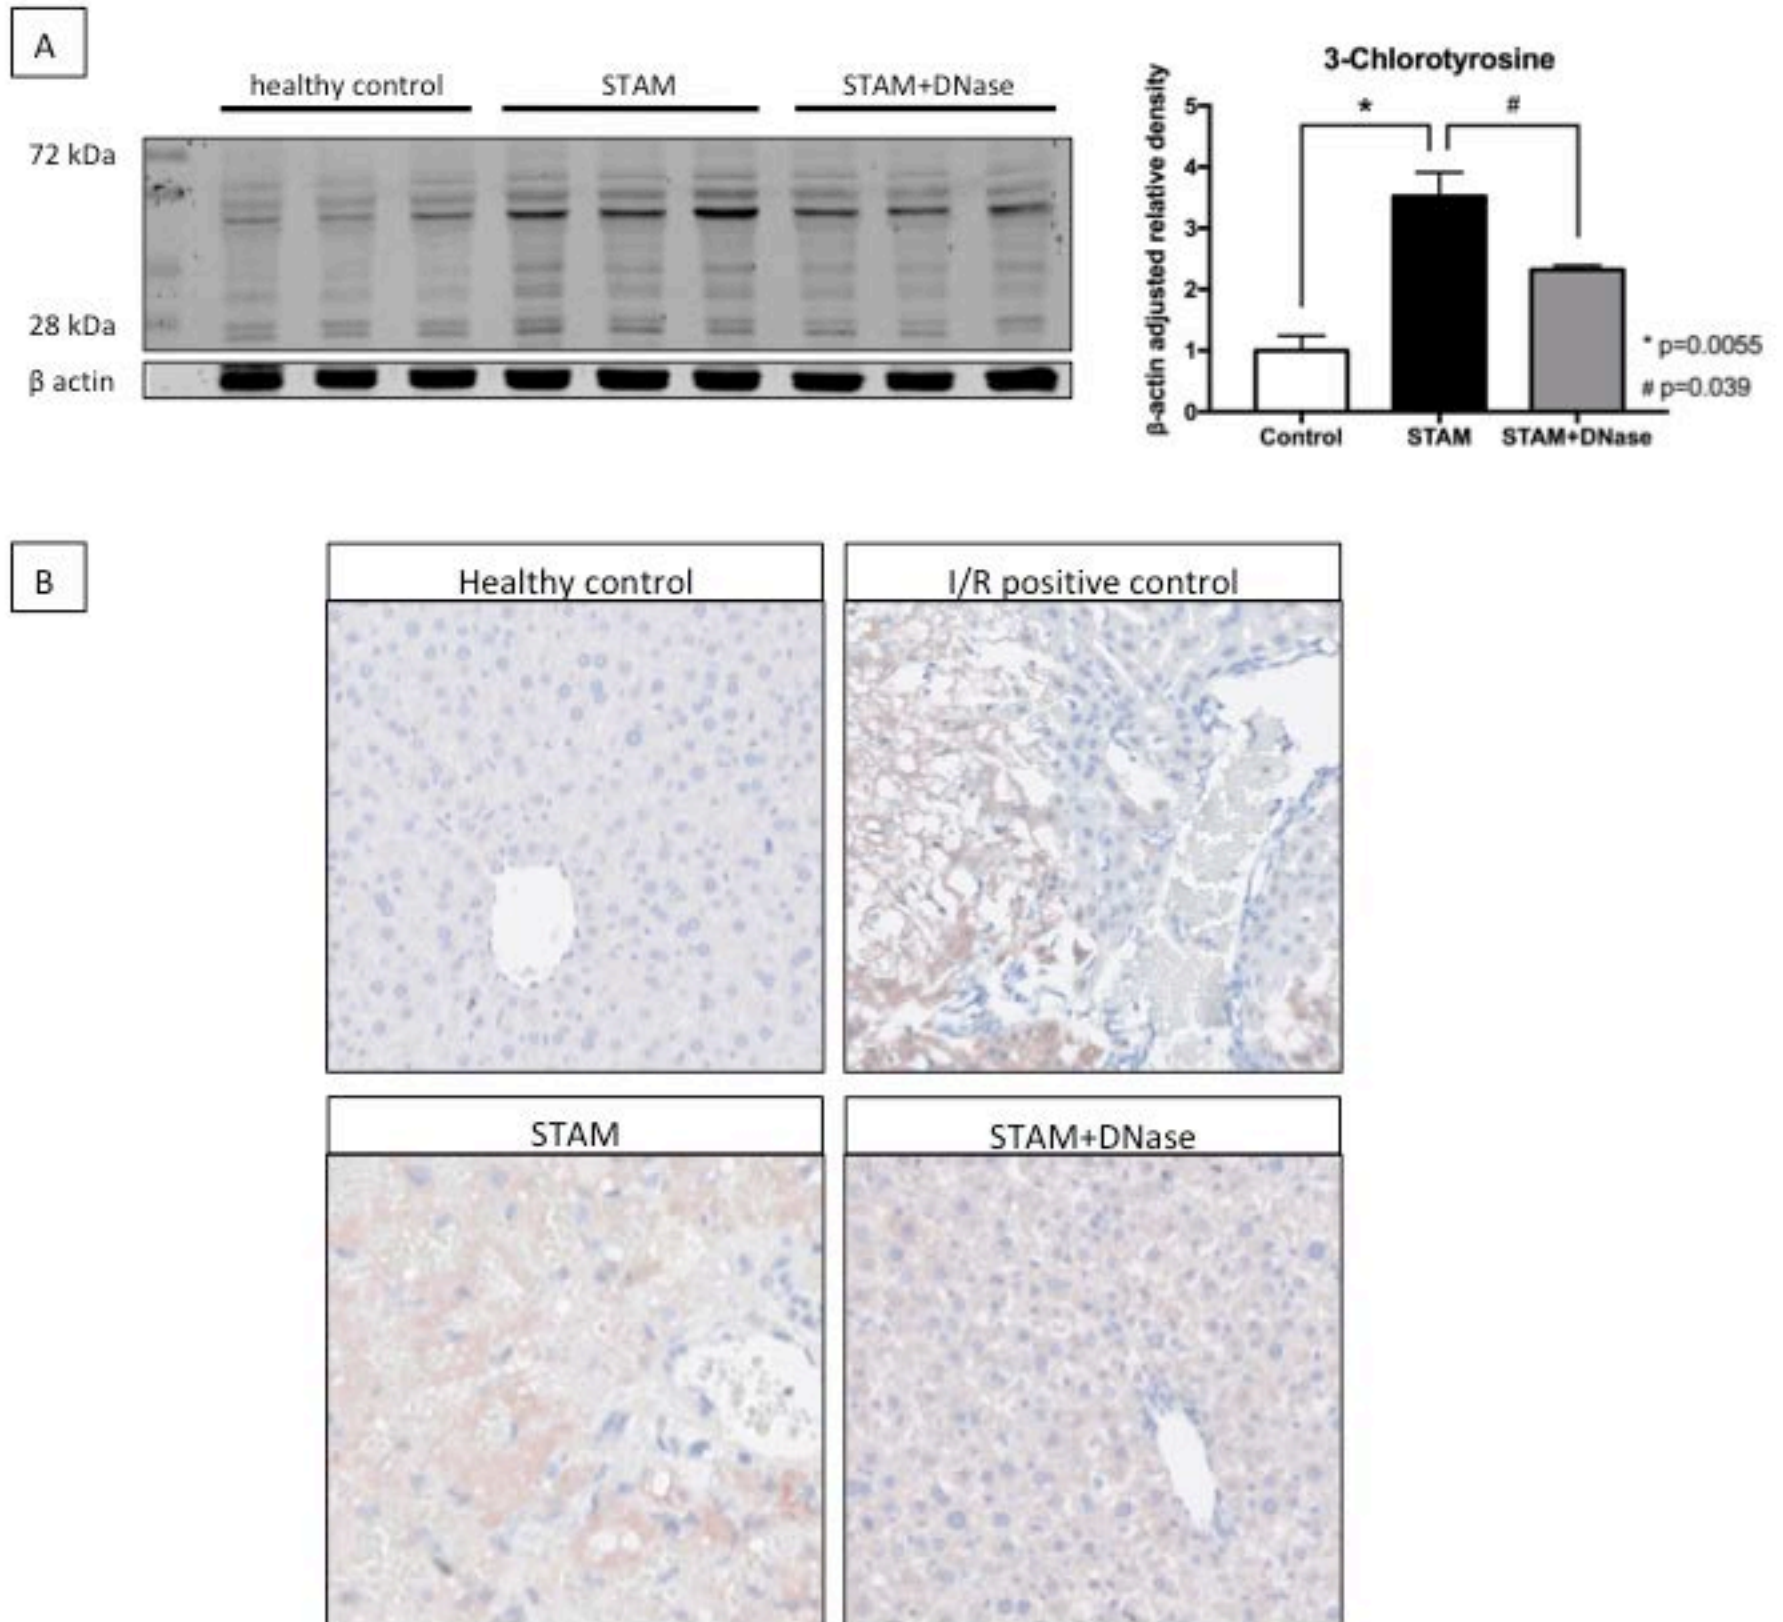 A
healthy control STAM STAM+DNase
72 kDa
28 kDa
β actin
3-Chlorotyrosine
β-actin adjusted relative density
5
4
3
2
1
0
* #
* p=0.0055
# p=0.039
Control STAM STAM+DNase
B
Healthy control I/R positive control
STAM STAM+DNase